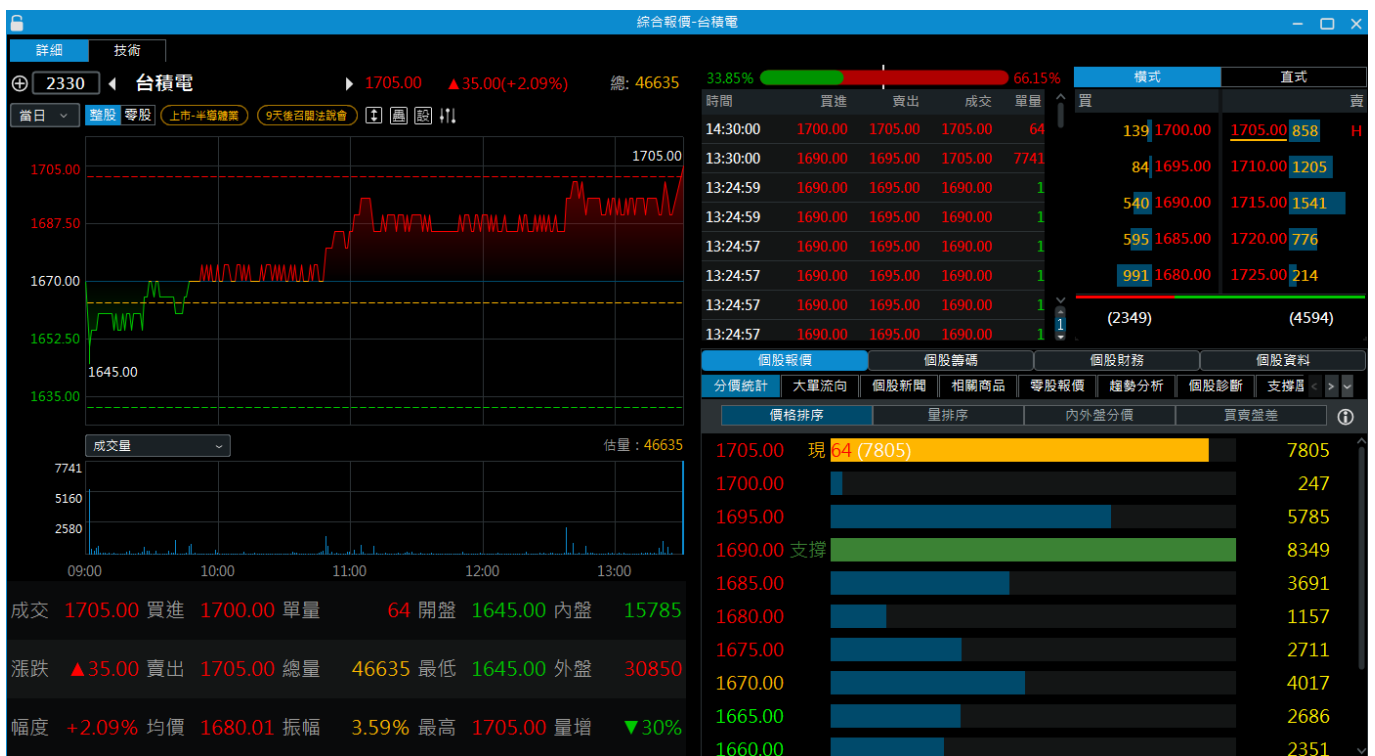 綜合報價-台積電
詳細 技術
2330 台積電 1705.00 ▲35.00(+2.09%) 總: 46635
當日 整股 零股 上市-半導體業 9天後召開法說會 設
1705.00
1705.00
1687.50
1670.00
1652.50
1645.00
1635.00
成交量 估量：46635
7741
5160
2580
09:00 10:00 11:00 12:00 13:00
成交 1705.00 買進 1700.00 單量 64 開盤 1645.00 內盤 15785
漲跌 ▲35.00 賣出 1705.00 總量 46635 最低 1645.00 外盤 30850
幅度 +2.09% 均價 1680.01 振幅 3.59% 最高 1705.00 量增 ▼30%
33.85% 66.15%
時間 買進 賣出 成交 單量
14:30:00 1700.00 1705.00 1705.00 64
13:30:00 1690.00 1695.00 1705.00 7741
13:24:59 1690.00 1695.00 1690.00 1
13:24:59 1690.00 1695.00 1690.00 1
13:24:57 1690.00 1695.00 1690.00 1
13:24:57 1690.00 1695.00 1690.00 1
13:24:57 1690.00 1695.00 1690.00 1
13:24:57 1690.00 1695.00 1690.00 1
1
橫式 直式
買 賣
139 1700.00 1705.00 858 H
84 1695.00 1710.00 1205
540 1690.00 1715.00 1541
595 1685.00 1720.00 776
991 1680.00 1725.00 214
(2349) (4594)
個股報價 個股籌碼 個股財務 個股資料
分價統計 大單流向 個股新聞 相關商品 零股報價 趨勢分析 個股診斷 支撐
價格排序 量排序 內外盤分價 買賣盤差
1705.00 現 64 (7805) 7805
1700.00 247
1695.00 5785
1690.00 支撐 8349
1685.00 3691
1680.00 1157
1675.00 2711
1670.00 4017
1665.00 2686
1660.00 2351